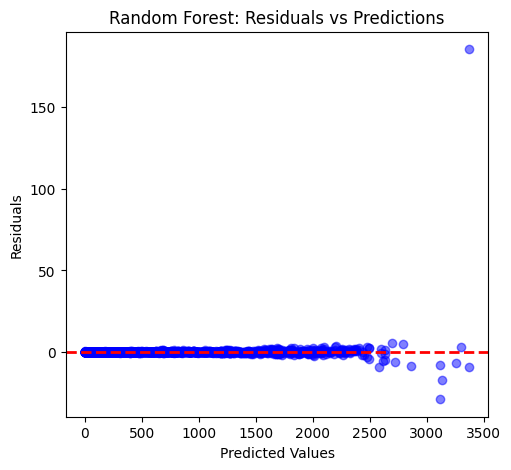 Random Forest: Residuals vs Predictions
150
100
50
0
Residuals
0 500 1000 1500 2000 2500 3000 3500
Predicted Values